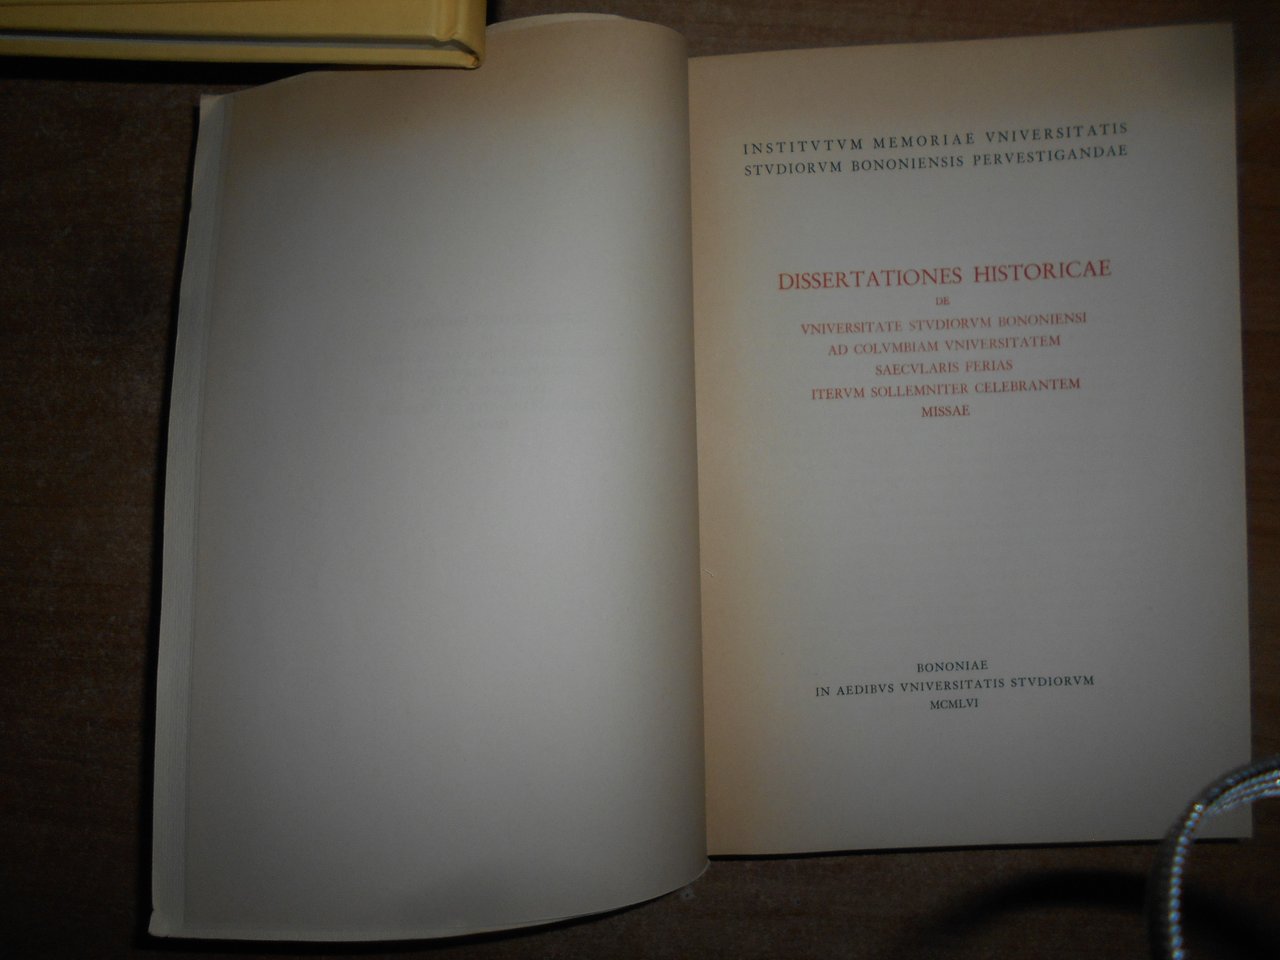 INSTITVTVM MEMORIAE VNIVERSITATIS
STVDIORVM BONONIENSIS PERVESTIGANDAE
DISSERTATIONES HISTORICAE
DE
VNIVERSITATE STVDIORVM BONONIENSI
AD COLVMBIAM VNIVERSITATEM
SAECVLARIS FERIAS
ITERVM SOLLEMNITER CELEBRANTEM
MISSAE
BONONIAE
IN AEDIBVS VNIVERSITATIS STVDIORVM
MCMLVI